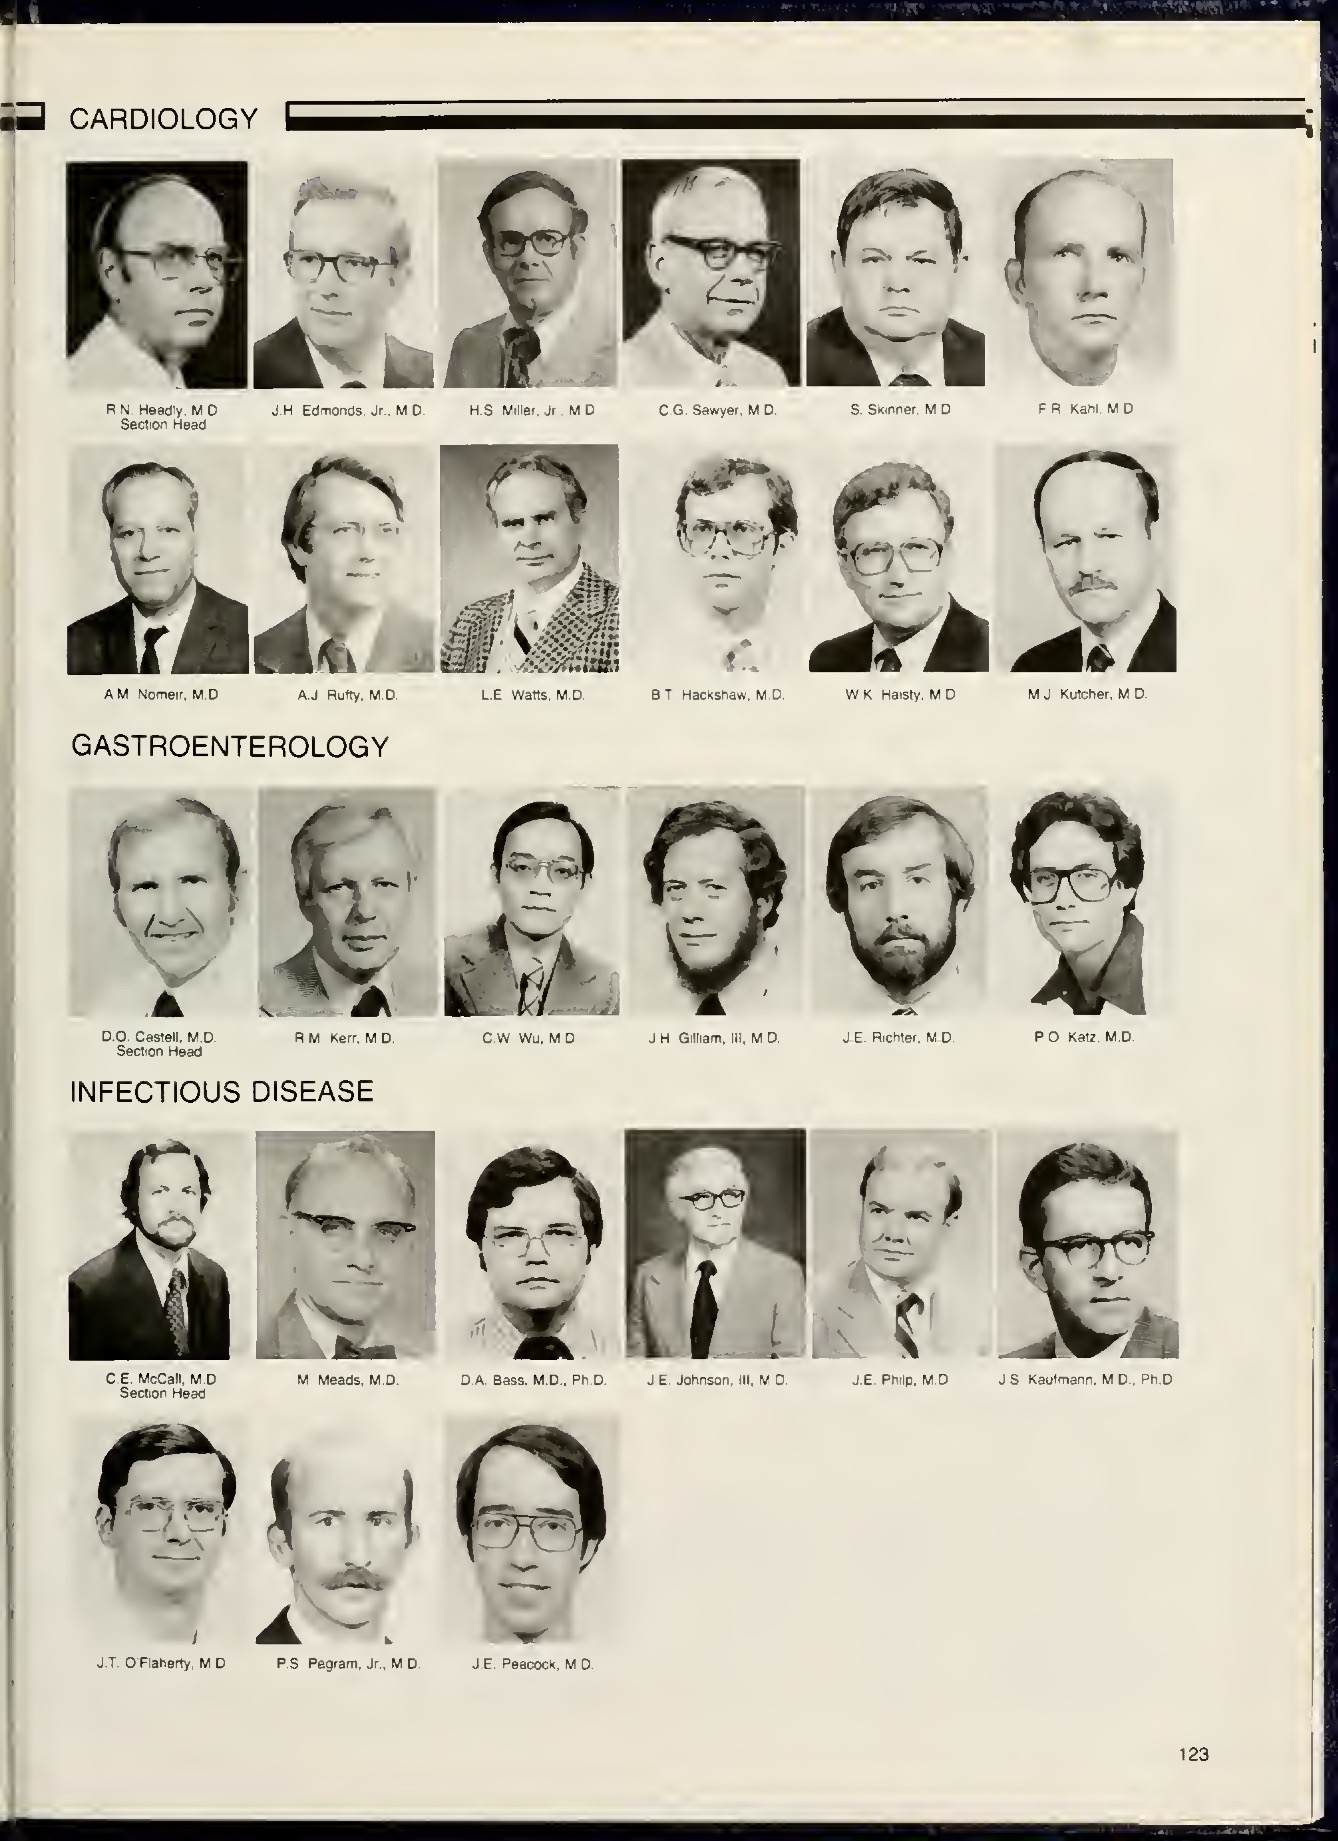 CARDIOLOGY
R.N. Headly, M D
Section Head
J.H Edmonds, Jr., M D.
H.S Miller, Jr., M D
C.G. Sawyer, M D.
S. Skinner, M D
F R Kahl, M D
A M Nomeir, M.D
A.J Rufty, M.D.
L.E Watts, M.D.
B T Hackshaw, M.D.
W K Haisty, M D
M J Kutcher, M D.
GASTROENTEROLOGY
D.O. Castell, M.D.
Section Head
R M Kerr, M D.
C.W Wu, M D
J H Gilliam, III, M D.
J.E. Richter, M.D.
P O Katz, M.D.
INFECTIOUS DISEASE
C.E. McCall, M.D
Section Head
M Meads, M.D.
D.A. Bass, M.D., Ph.D.
J.E. Johnson, III, M D.
J.E. Philp, M.D
J S Kaufmann, M D., Ph.D
J.T. O'Flaherty, M D
P.S Pegram, Jr., M D.
J.E. Peacock, M D.
123